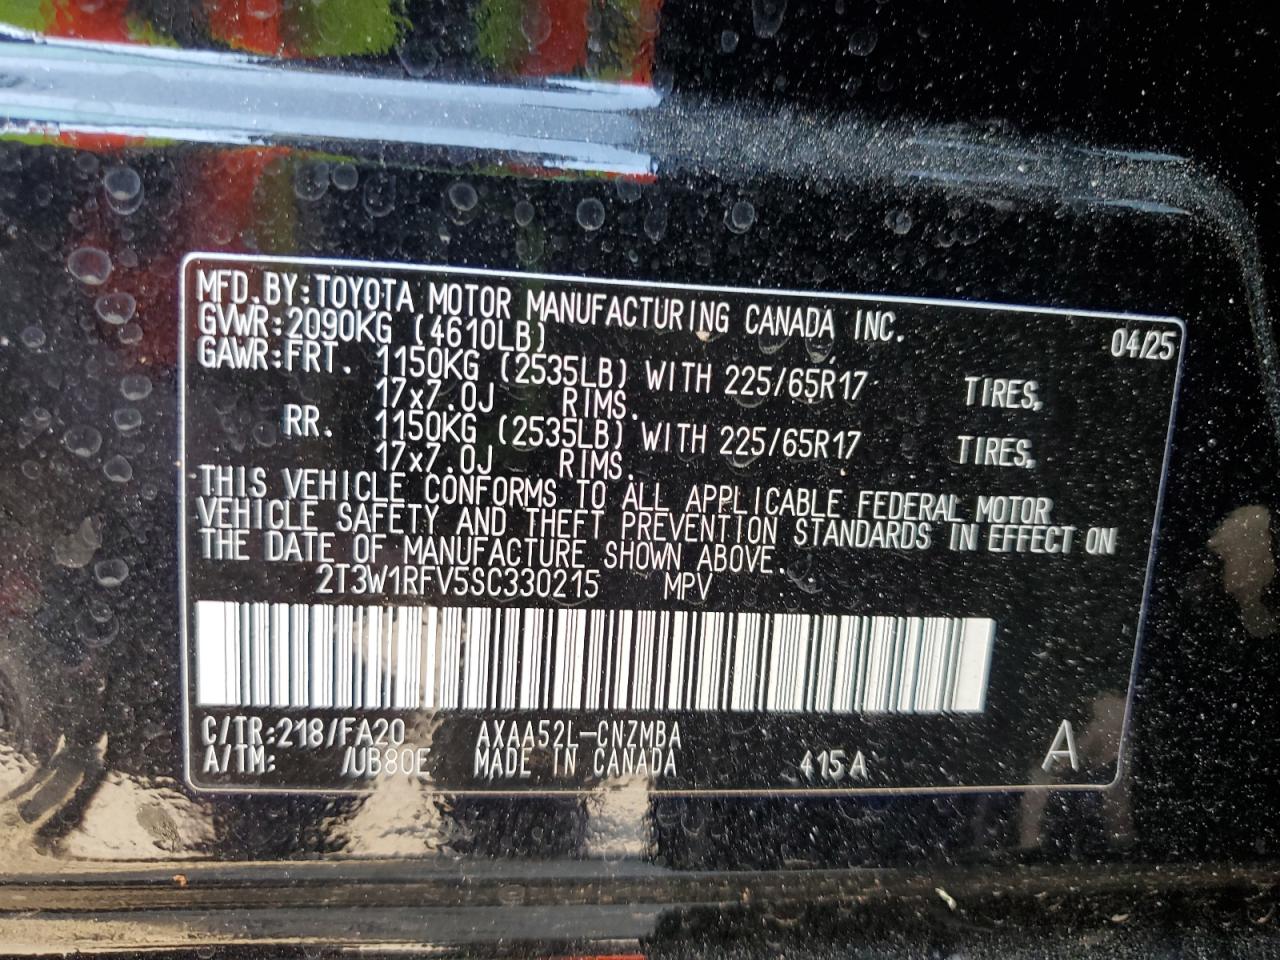 MFD.BY:TOYOTA MOTOR MANUFACTURING CANADA INC. 04/25
GVWR:2090KG (4610LB)
GAWR:FRT. 1150KG (2535LB) WITH 225/65R17 TIRES,
17x7.0J RIMS.
RR. 1150KG (2535LB) WITH 225/65R17 TIRES,
17x7.0J RIMS.
THIS VEHICLE CONFORMS TO ALL APPLICABLE FEDERAL MOTOR
VEHICLE SAFETY AND THEFT PREVENTION STANDARDS IN EFFECT ON
THE DATE OF MANUFACTURE SHOWN ABOVE.
2T3W1RFV5SC330215 MPV
C/TR:218/FA20 AXAA52L-CNZMBA
A/TM: /UB80E MADE IN CANADA 415A A